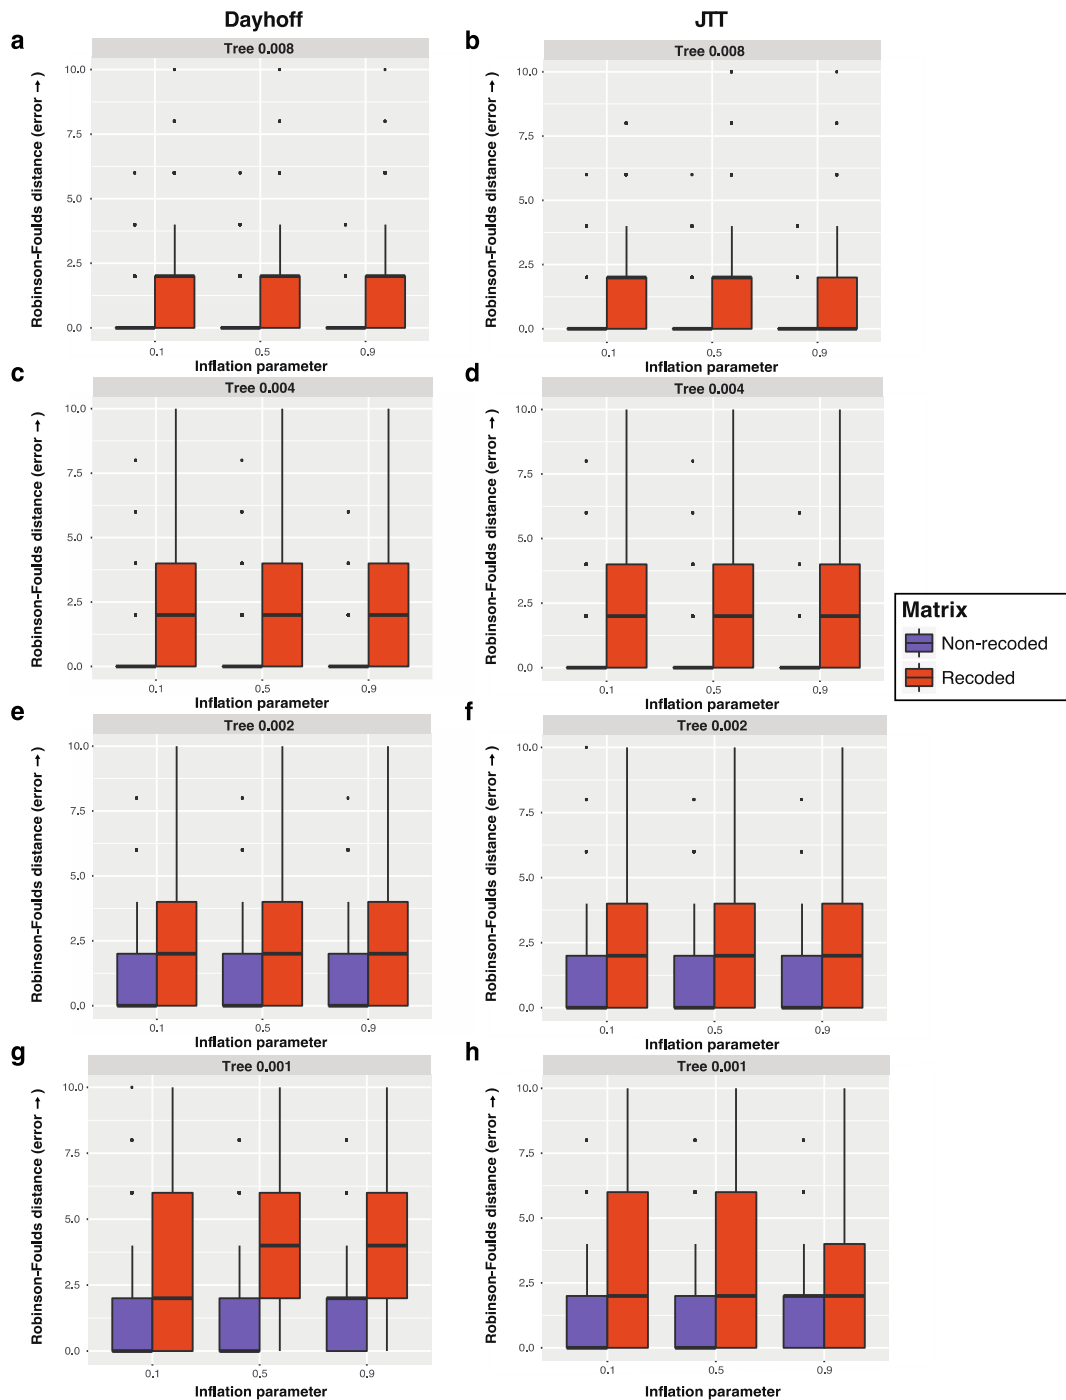 Dayhoff
JTT
a
Tree 0.008
Robinson-Foulds distance (error →)
10.0
7.5
5.0
2.5
0.0
0.1 0.5 0.9
Inflation parameter
b
Tree 0.008
Robinson-Foulds distance (error →)
10.0
7.5
5.0
2.5
0.0
0.1 0.5 0.9
Inflation parameter
c
Tree 0.004
Robinson-Foulds distance (error →)
10.0
7.5
5.0
2.5
0.0
0.1 0.5 0.9
Inflation parameter
d
Tree 0.004
Robinson-Foulds distance (error →)
10.0
7.5
5.0
2.5
0.0
0.1 0.5 0.9
Inflation parameter
Matrix
Non-recoded
Recoded
e
Tree 0.002
Robinson-Foulds distance (error →)
10.0
7.5
5.0
2.5
0.0
0.1 0.5 0.9
Inflation parameter
f
Tree 0.002
Robinson-Foulds distance (error →)
10.0
7.5
5.0
2.5
0.0
0.1 0.5 0.9
Inflation parameter
g
Tree 0.001
Robinson-Foulds distance (error →)
10.0
7.5
5.0
2.5
0.0
0.1 0.5 0.9
Inflation parameter
h
Tree 0.001
Robinson-Foulds distance (error →)
10.0
7.5
5.0
2.5
0.0
0.1 0.5 0.9
Inflation parameter